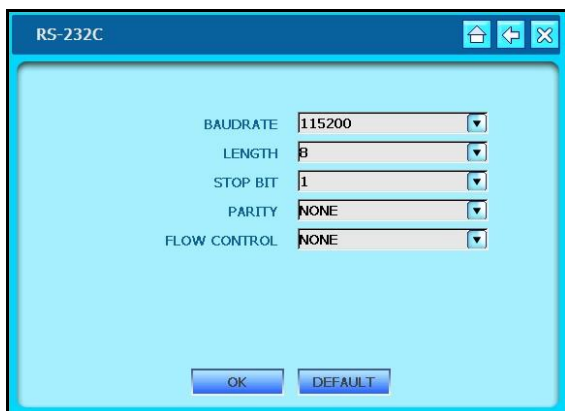 RS-232C
BAUDRATE 115200
LENGTH 8
STOP BIT 1
PARITY NONE
FLOW CONTROL NONE
OK DEFAULT